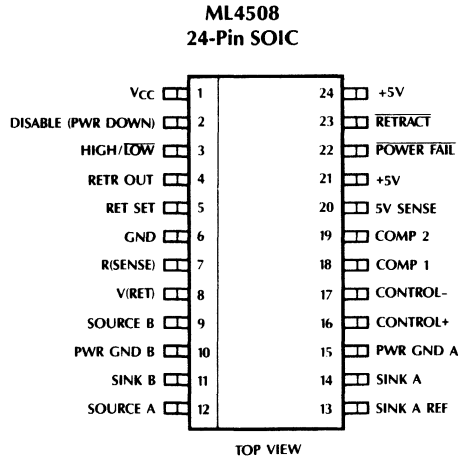 ML4508
24-Pin SOIC
VCC 1 24 +5V
DISABLE (PWR DOWN) 2 23 RETRACT
HIGH/LOW 3 22 POWER FAIL
RETR OUT 4 21 +5V
RET SET 5 20 5V SENSE
GND 6 19 COMP 2
R(SENSE) 7 18 COMP 1
V(RET) 8 17 CONTROL-
SOURCE B 9 16 CONTROL+
PWR GND B 10 15 PWR GND A
SINK B 11 14 SINK A
SOURCE A 12 13 SINK A REF
TOP VIEW